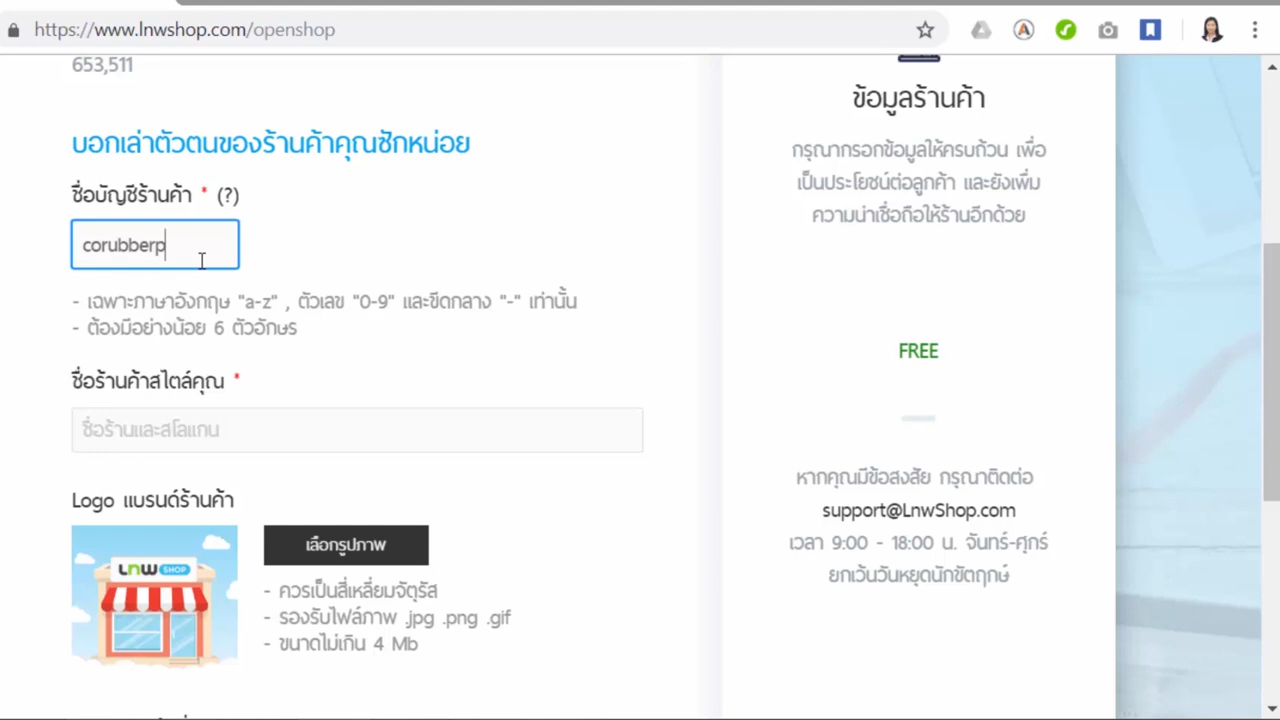 https://www.lnwshop.com/openshop
653,511
บอกเล่าตัวตนของร้านค้าคุณซักหน่อย
ชื่อบัญชีร้านค้า * (?)
corubberp
- เฉพาะภาษาอังกฤษ "a-z" , ตัวเลข "0-9" และขีดกลาง "-" เท่านั้น
- ต้องมีอย่างน้อย 6 ตัวอักษร
ชื่อร้านค้าสไตล์คุณ *
ชื่อร้านและสโลแกน
Logo แบรนด์ร้านค้า
LNW SHOP
เลือกรูปภาพ
- ควรเป็นสี่เหลี่ยมจัตุรัส
- รองรับไฟล์ภาพ .jpg .png .gif
- ขนาดไม่เกิน 4 Mb
ข้อมูลร้านค้า
กรุณากรอกข้อมูลให้ครบถ้วน เพื่อ
เป็นประโยชน์ต่อลูกค้า และยังเพิ่ม
ความน่าเชื่อถือให้ร้านอีกด้วย
FREE
หากคุณมีข้อสงสัย กรุณาติดต่อ
support@LnwShop.com
เวลา 9:00 - 18:00 น. จันทร์-ศุกร์
ยกเว้นวันหยุดนักขัตฤกษ์